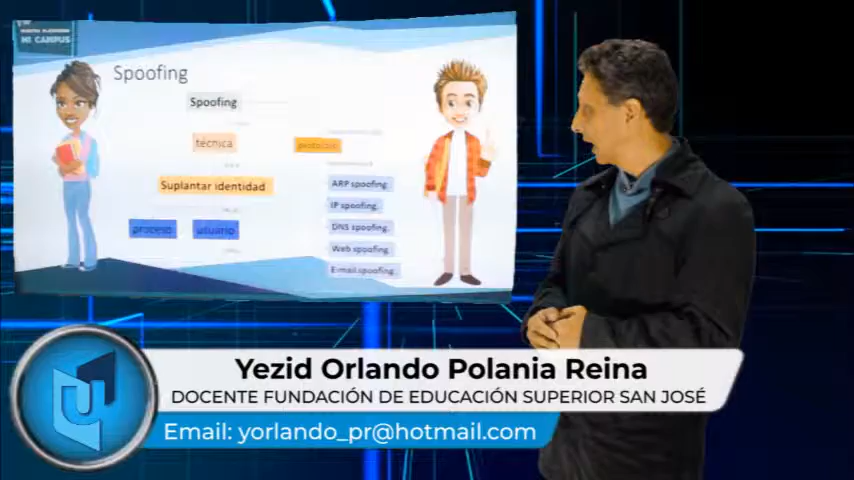 MI CAMPUS
Spoofing
Spoofing
técnica
Suplantar identidad
proceso
usuario
ARP spoofing.
IP spoofing.
DNS spoofing.
Web spoofing.
E-mail spoofing.
Yezid Orlando Polania Reina
DOCENTE FUNDACIÓN DE EDUCACIÓN SUPERIOR SAN JOSÉ
Email: yorlando_pr@hotmail.com